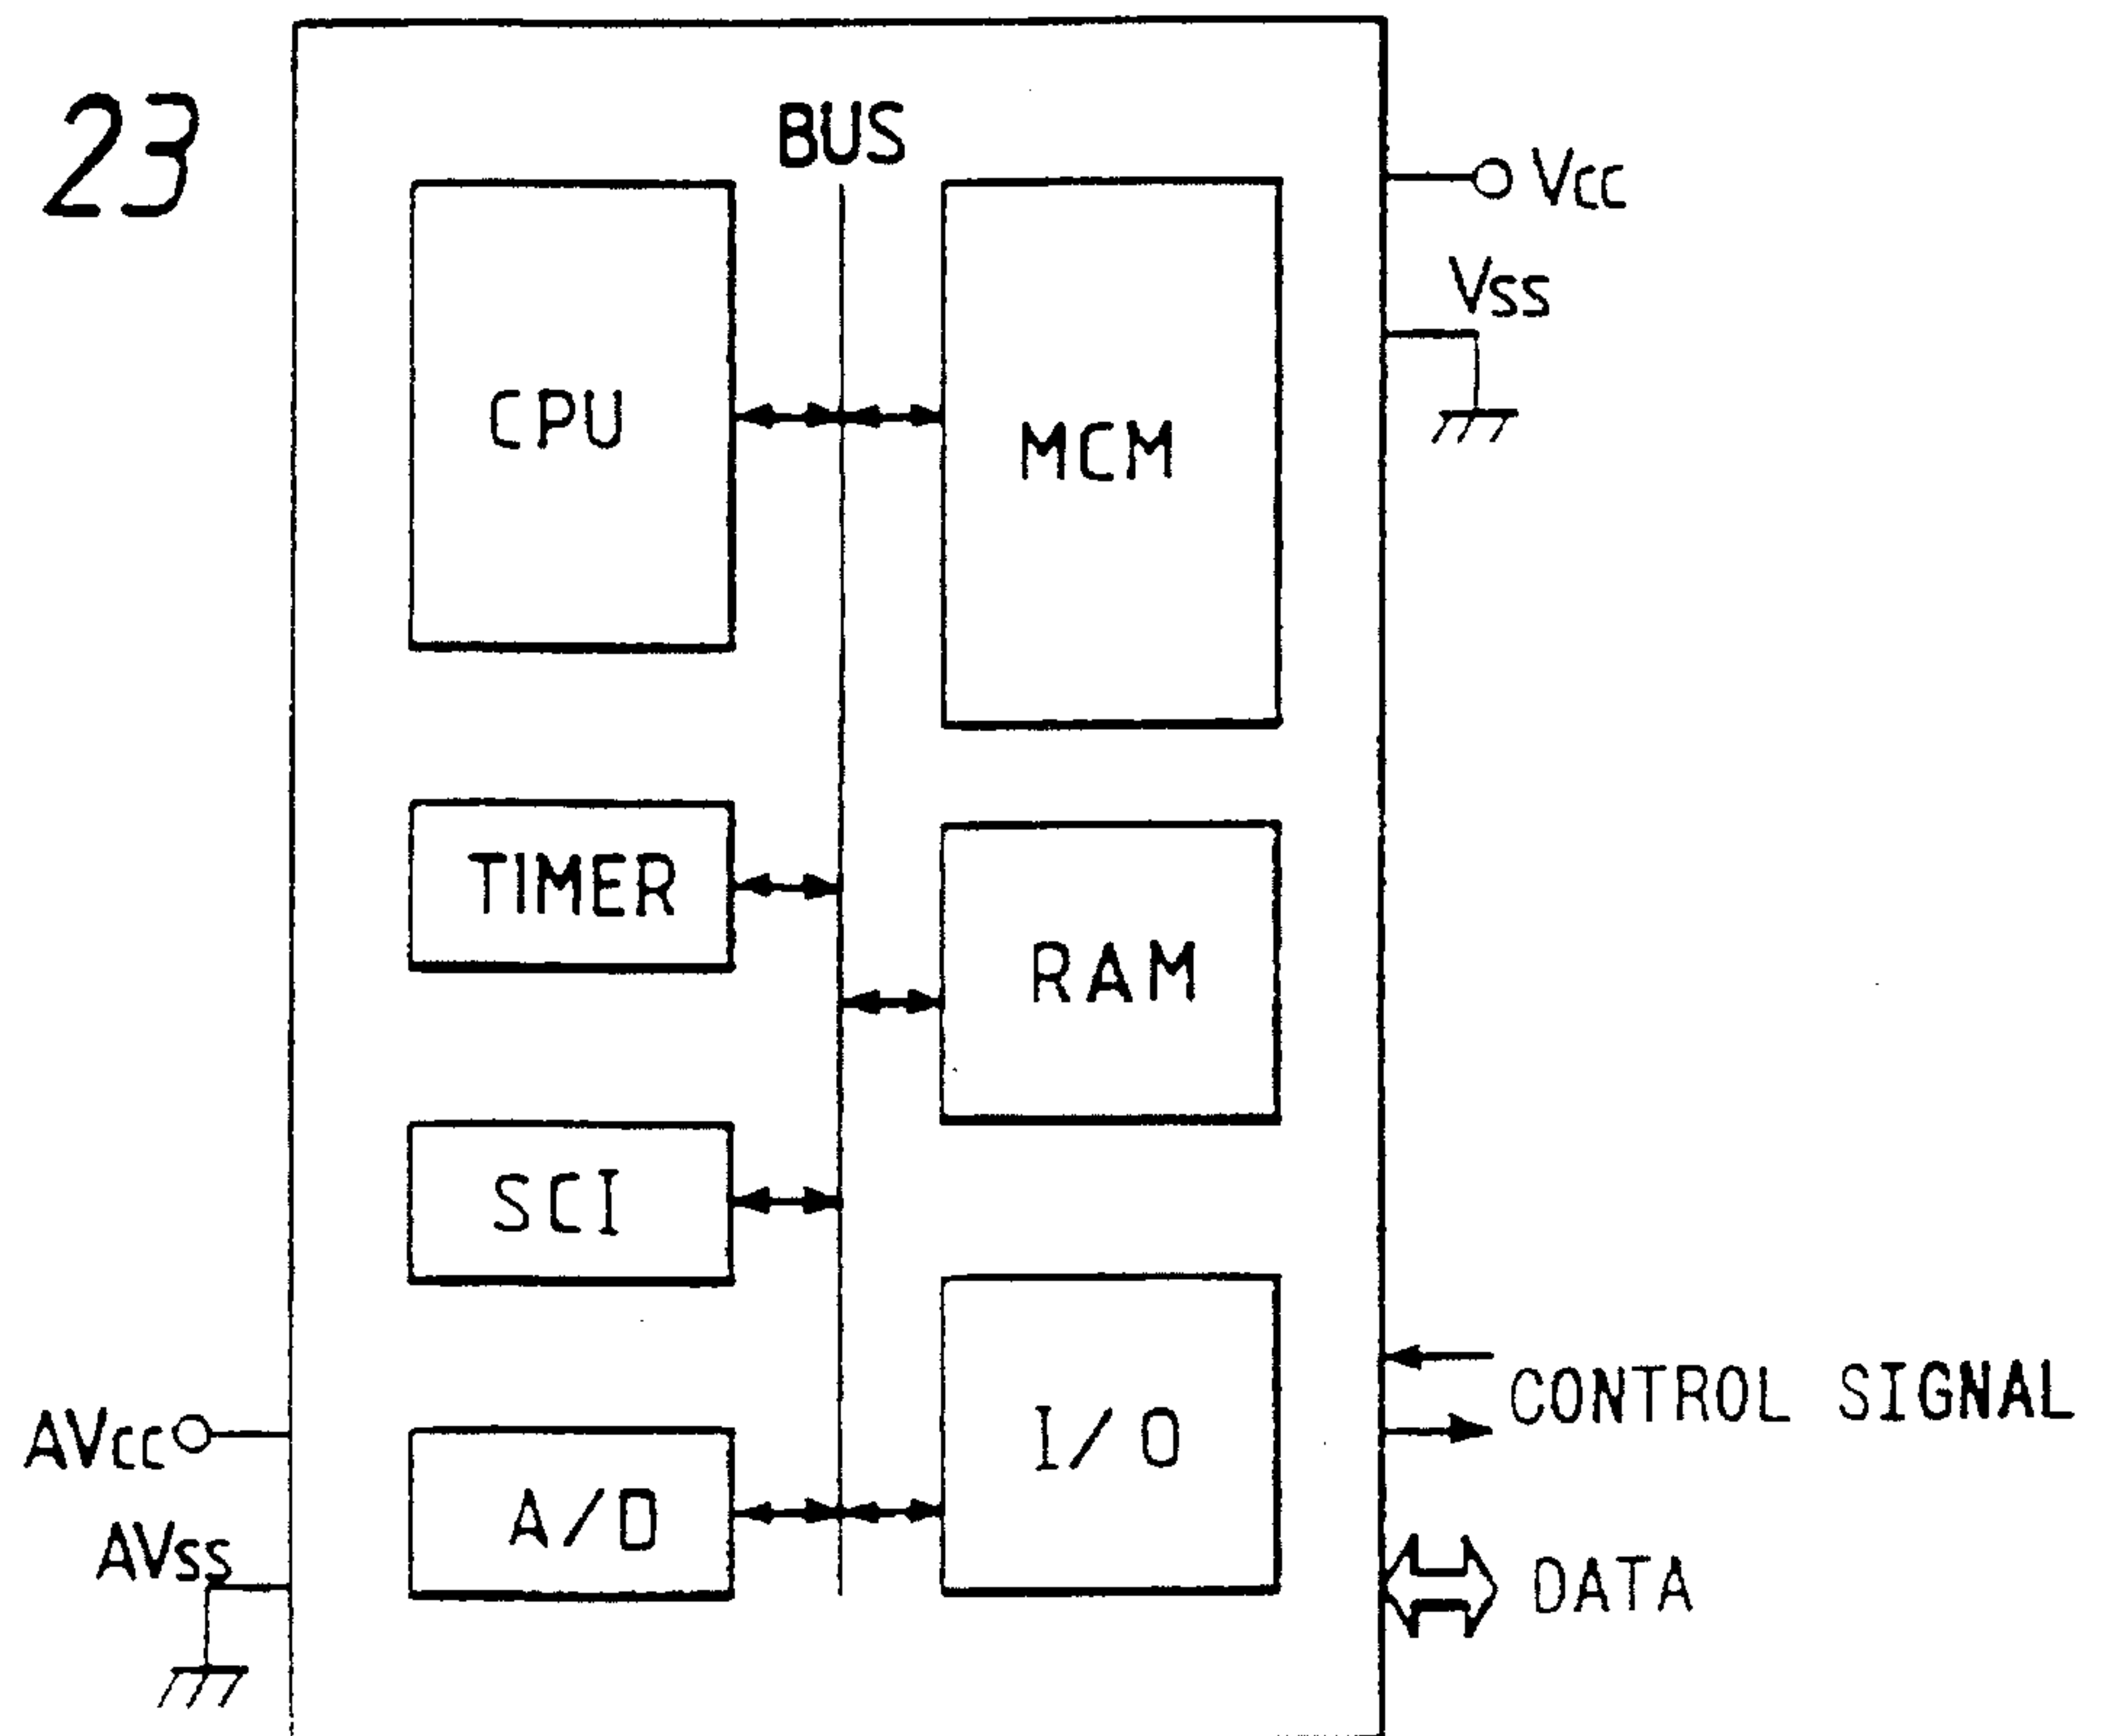 23
BUS
Vcc
Vss
CPU
MCM
TIMER
RAM
SCI
CONTROL SIGNAL
AVcc
I/O
A/D
AVss
DATA